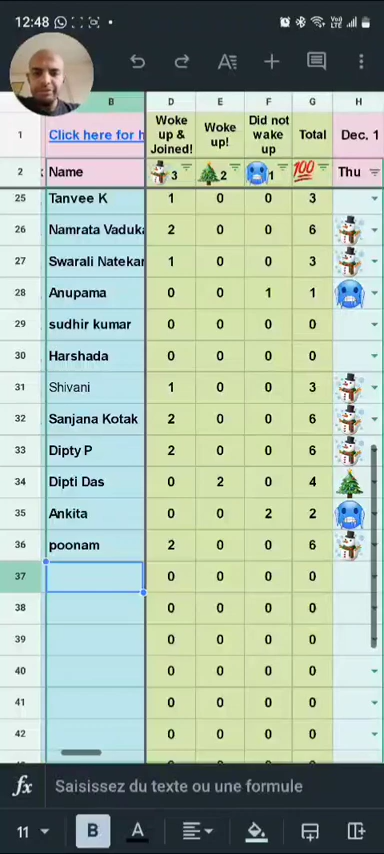 12:48
VoI LTE
Woke up & Joined!
Woke up!
Did not wake up
Total
B D E F G H
1 Click here for h Dec. 1
2 Name 3 2 1 100 Thu
25 Tanvee K 1 0 0 3
26 Namrata Vaduka 2 0 0 6
27 Swarali Natekar 1 0 0 3
28 Anupama 0 0 1 1
29 sudhir kumar 0 0 0 0
30 Harshada 0 0 0 0
31 Shivani 1 0 0 3
32 Sanjana Kotak 2 0 0 6
33 Dipty P 2 0 0 6
34 Dipti Das 0 2 0 4
35 Ankita 0 0 2 2
36 poonam 2 0 0 6
37 0 0 0 0
38 0 0 0 0
39 0 0 0 0
40 0 0 0 0
41 0 0 0 0
42 0 0 0 0
fx Saisissez du texte ou une formule
11 B A